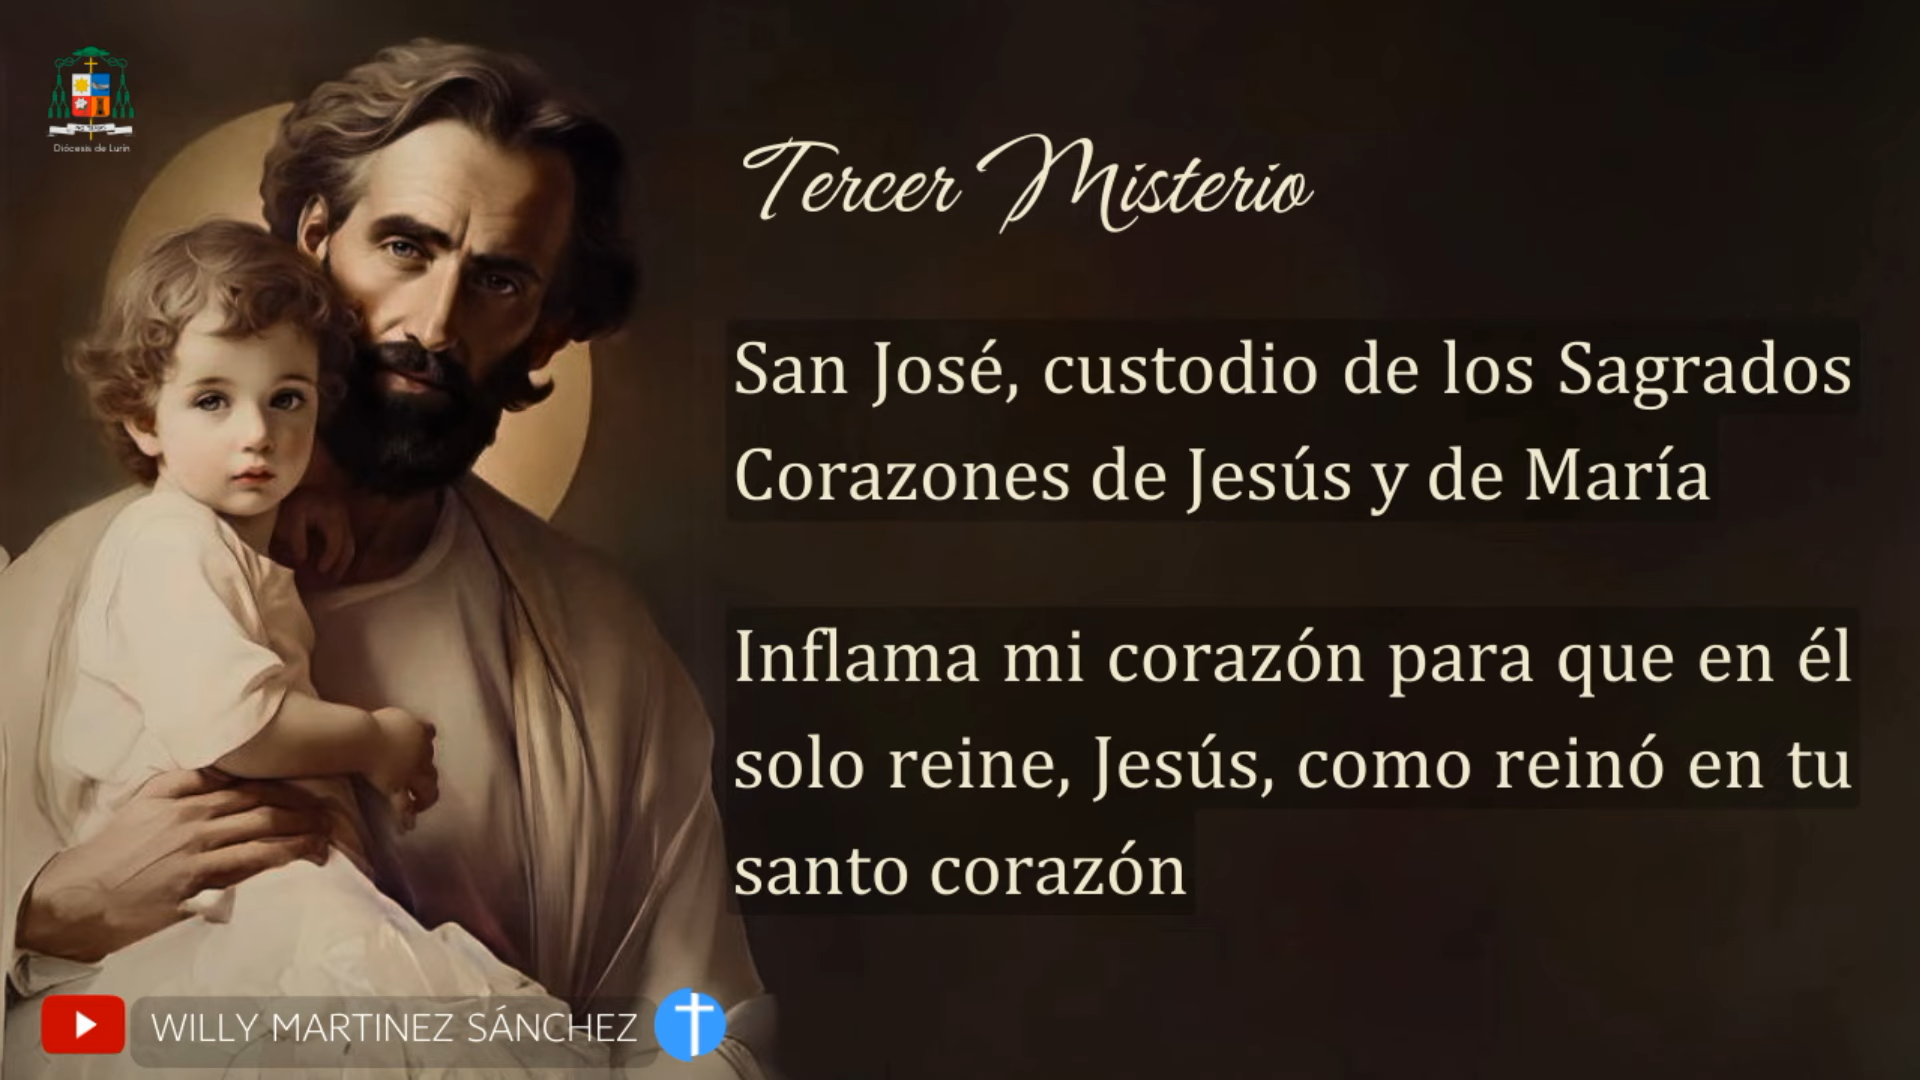 Diócesis de Lurín
Tercer Misterio
San José, custodio de los Sagrados
Corazones de Jesús y de María
Inflama mi corazón para que en él
solo reine, Jesús, como reinó en tu
santo corazón
WILLY MARTINEZ SÁNCHEZ